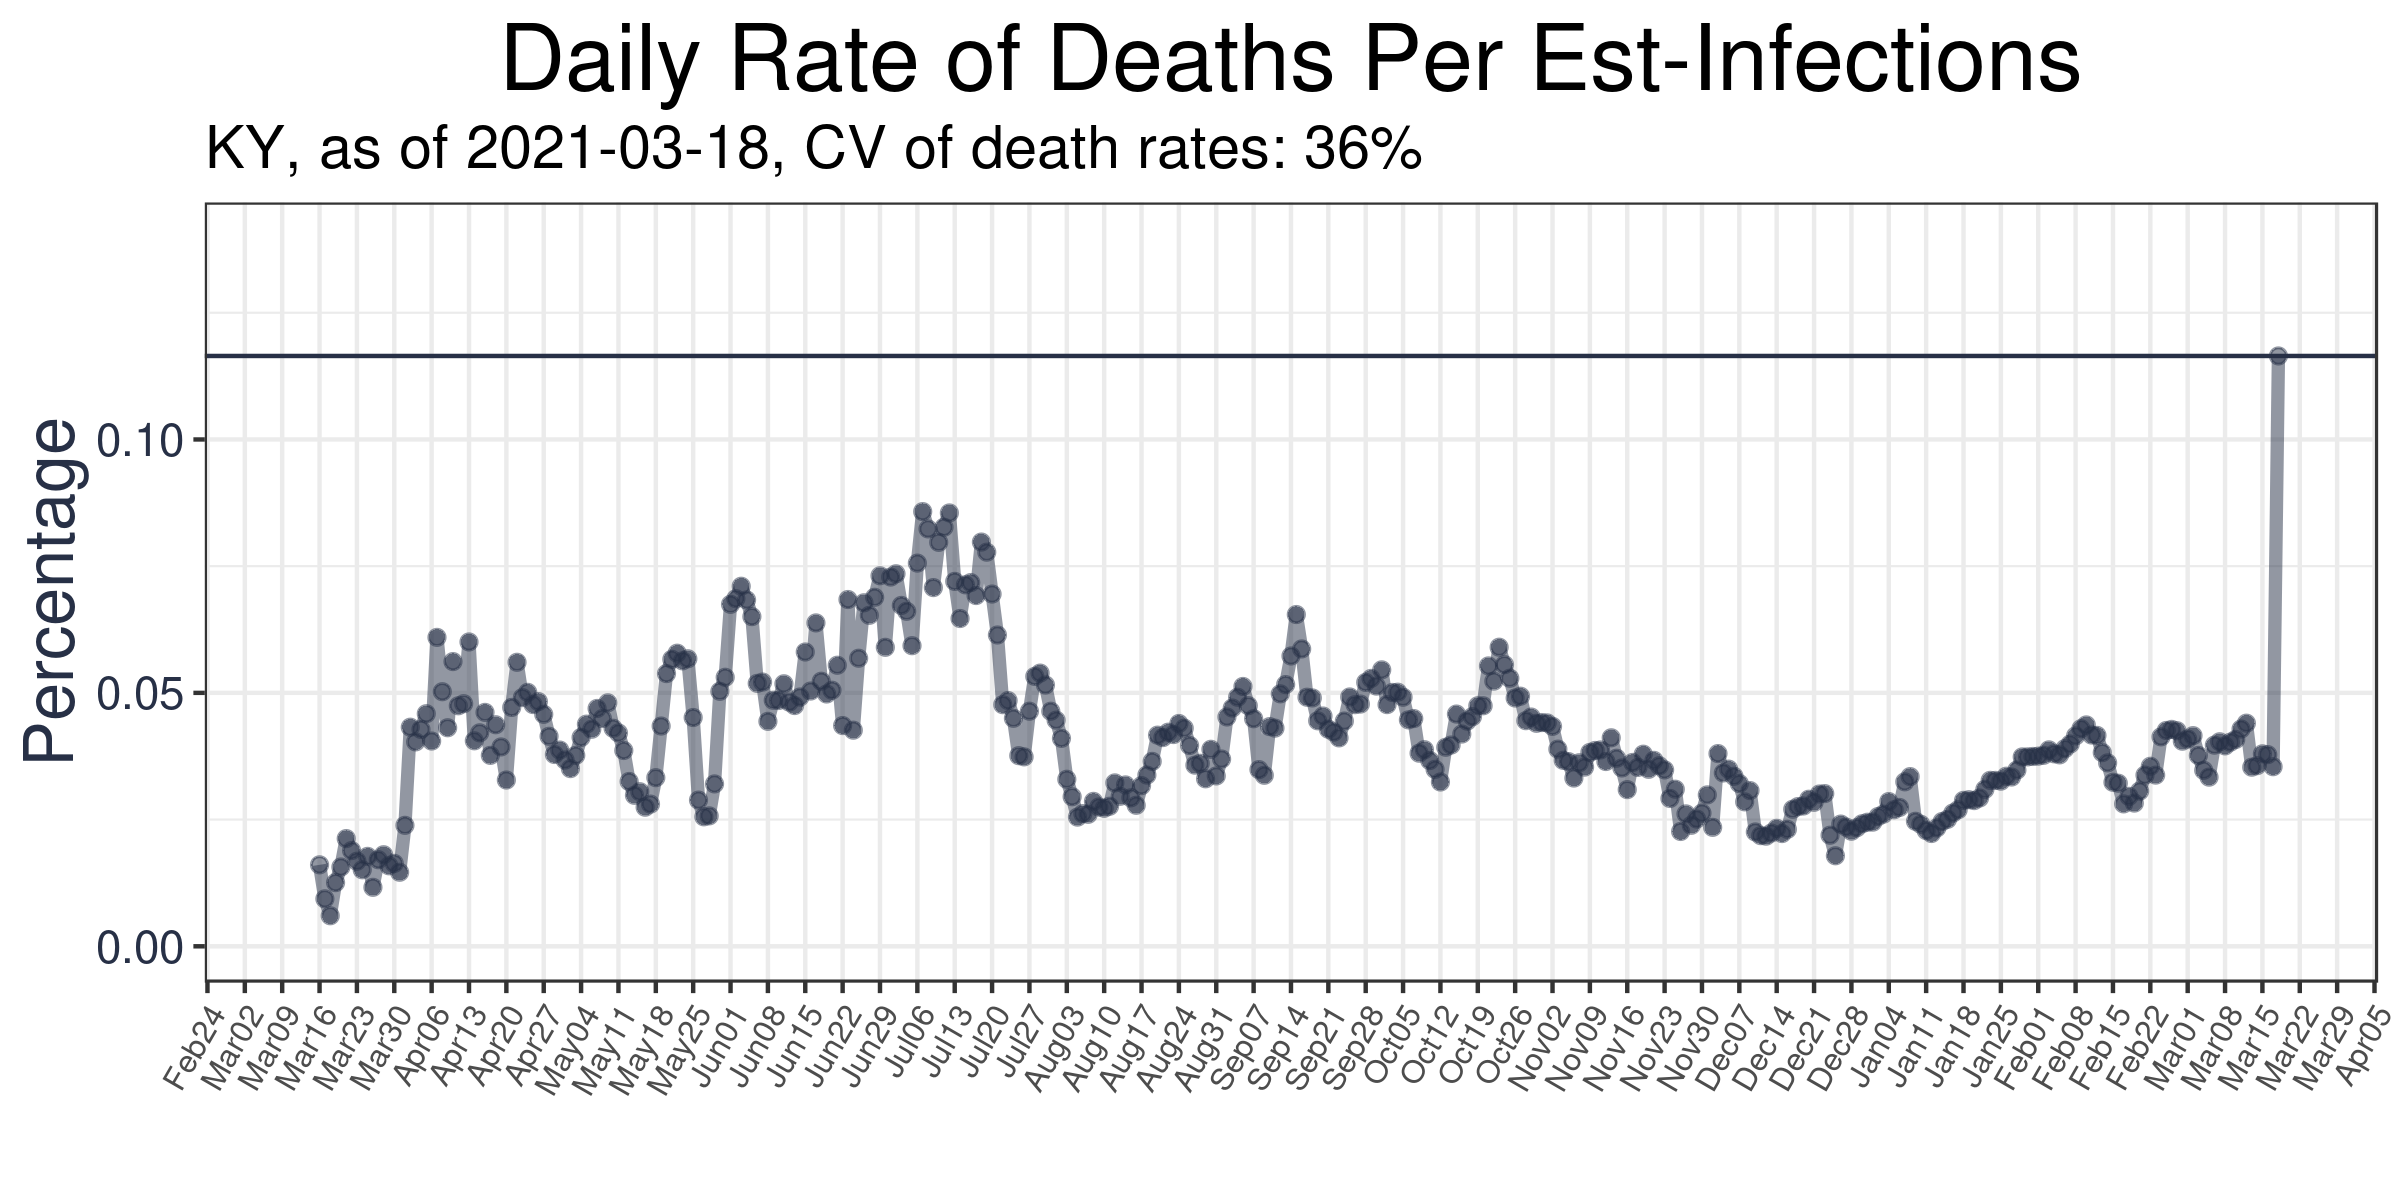 Daily Rate of Deaths Per Est-Infections
KY, as of 2021-03-18, CV of death rates: 36%
Percentage
0.10
0.05
0.00
Feb24
Mar02
Mar09
Mar16
Mar23
Mar30
Apr06
Apr13
Apr20
Apr27
May04
May11
May18
May25
Jun01
Jun08
Jun15
Jun22
Jun29
Jul06
Jul13
Jul20
Jul27
Aug03
Aug10
Aug17
Aug24
Aug31
Sep07
Sep14
Sep21
Sep28
Oct05
Oct12
Oct19
Oct26
Nov02
Nov09
Nov16
Nov23
Nov30
Dec07
Dec14
Dec21
Dec28
Jan04
Jan11
Jan18
Jan25
Feb01
Feb08
Feb15
Feb22
Mar01
Mar08
Mar15
Mar22
Mar29
Apr05